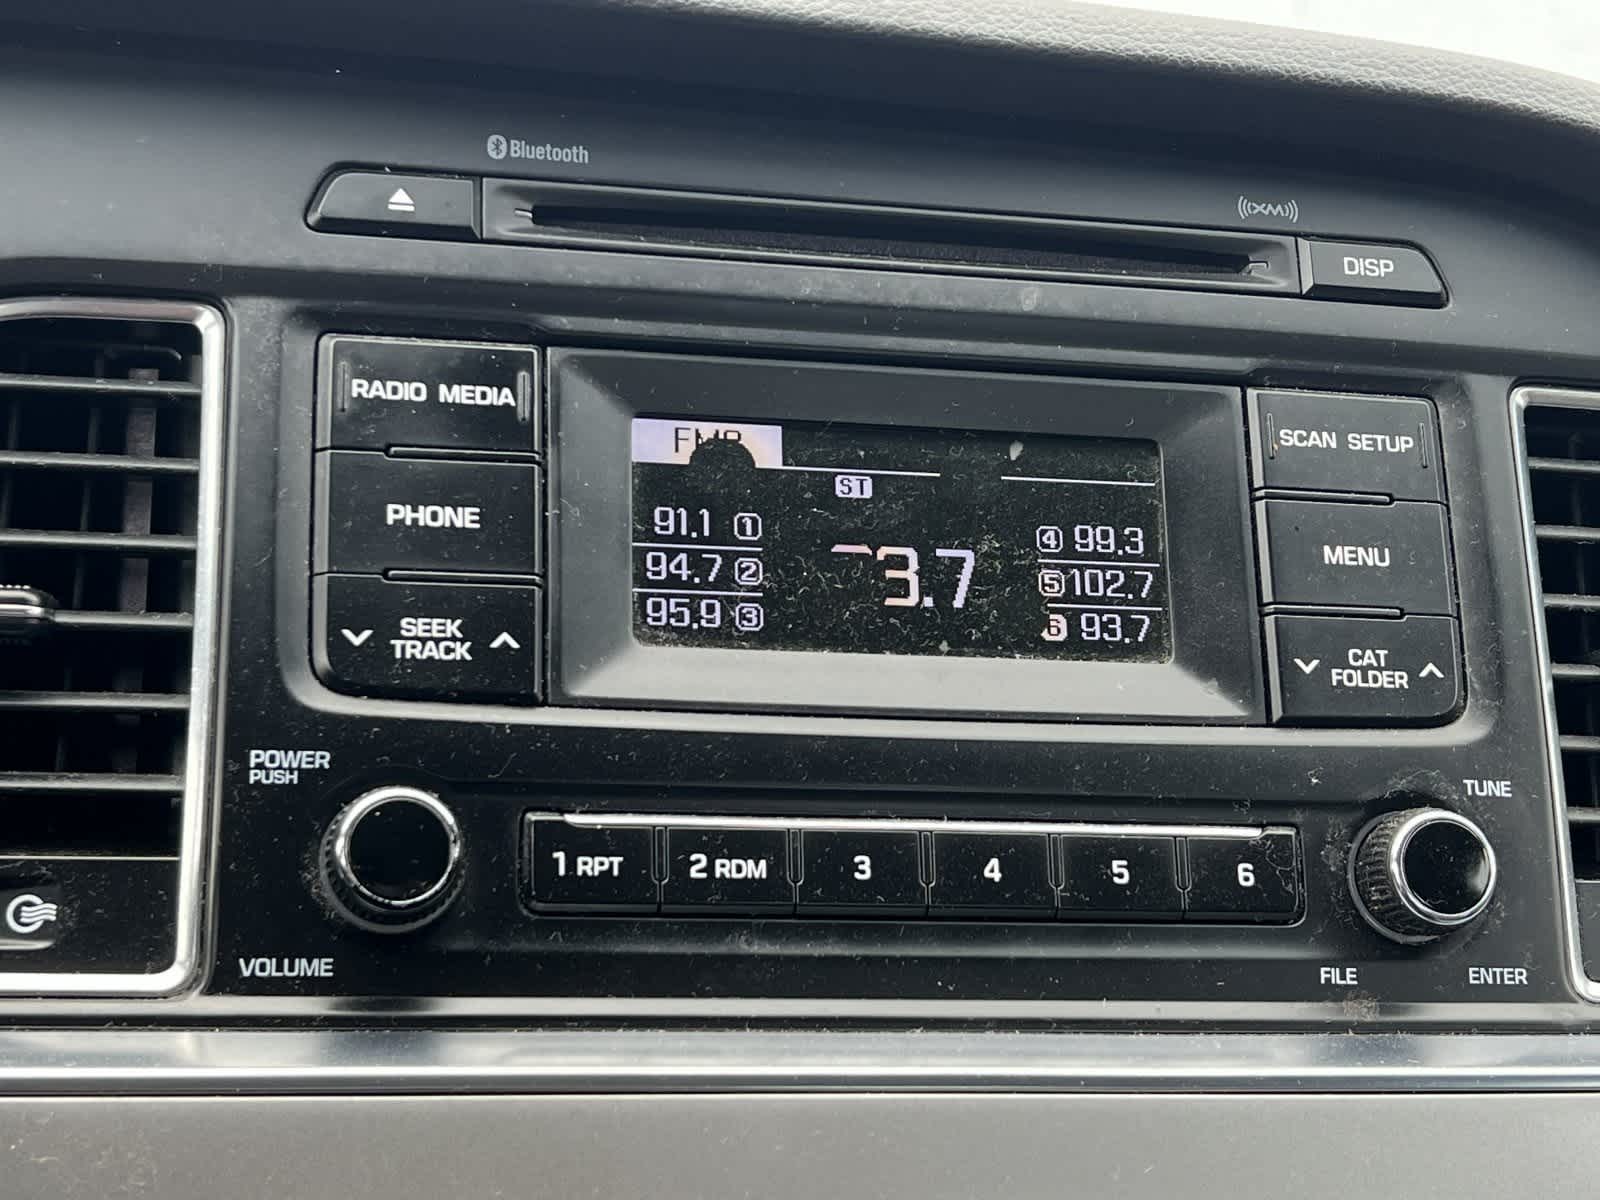 Bluetooth
((XM))
DISP
RADIO MEDIA
SCAN SETUP
ST
91.1 1
4 99.3
PHONE
MENU
94.7 2
3.7
5 102.7
95.9 3
6 93.7
SEEK
TRACK
CAT
FOLDER
POWER
PUSH
TUNE
1 RPT
2 RDM
3
4
5
6
VOLUME
FILE
ENTER